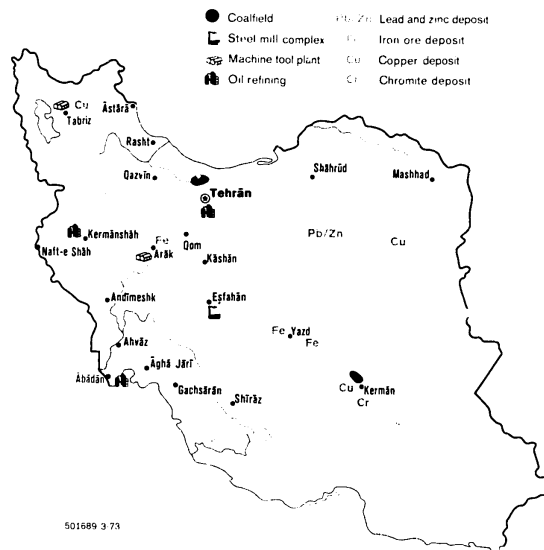 Coalfield
Pb/Zn Lead and zinc deposit
Steel mill complex
Fe Iron ore deposit
Machine tool plant
Cu Copper deposit
Oil refining
Cr Chromite deposit
Cu
Āstārā
Tabrīz
Rasht
Qazvīn
Shāhrūd
Mashhad
Tehrān
Kermānshāh
Fe
Qom
Pb/Zn
Cu
Naft-e Shāh
Arāk
Kāshān
Andīmeshk
Eşfahān
Fe Yazd
Fe
Ahvāz
Āghā Jārī
Ābādān
Gachsārān
Cu
Kermān
Shīrāz
Cr
501689 3-73